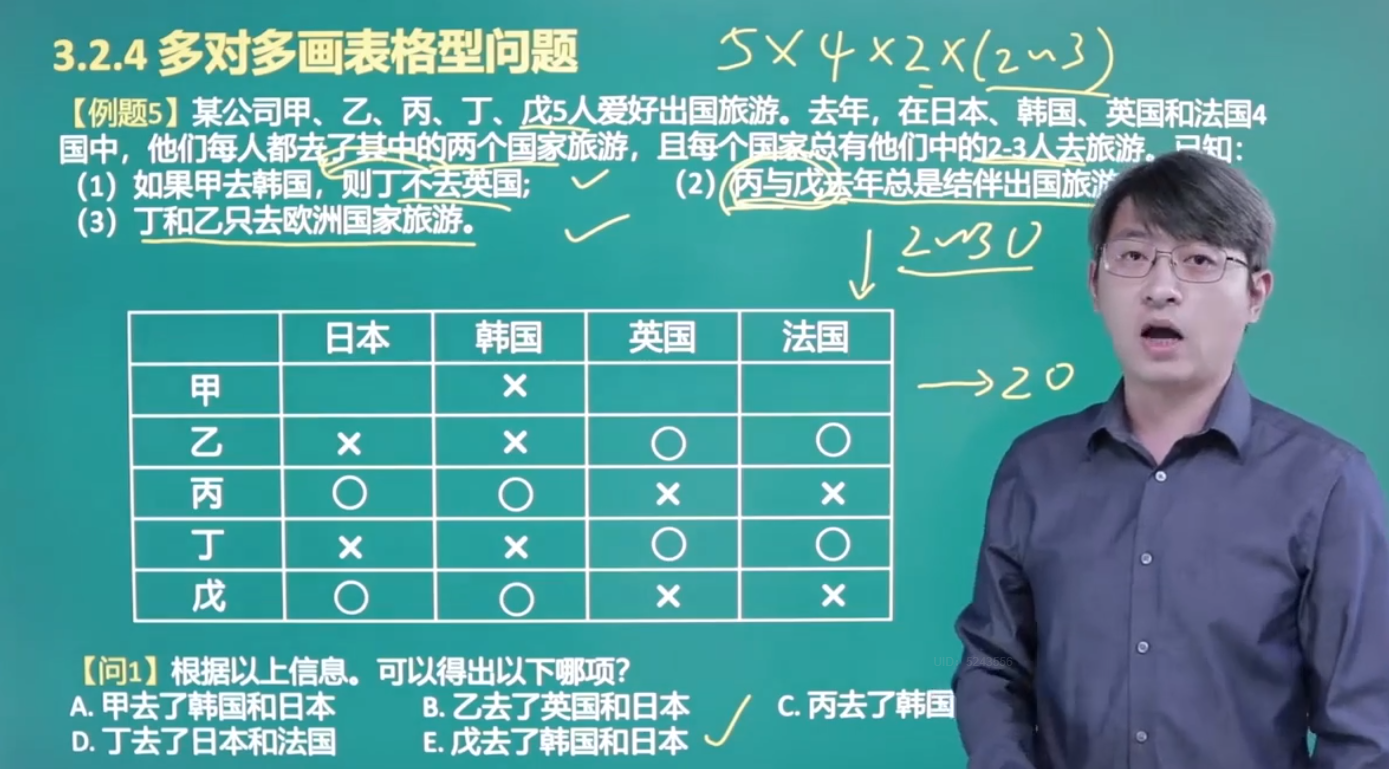 3.2.4 多对多画表格型问题
5×4×2×(2~3)
【例题5】某公司甲、乙、丙、丁、戊5人爱好出国旅游。去年，在日本、韩国、英国和法国4
国中，他们每人都去了其中的两个国家旅游，且每个国家总有他们中的2-3人去旅游。已知：
（1）如果甲去韩国，则丁不去英国; （2）丙与戊去年总是结伴出国旅游
（3）丁和乙只去欧洲国家旅游。
日本 韩国 英国 法国
甲 ×
乙 × × ○ ○
丙 ○ ○ × ×
丁 × × ○ ○
戊 ○ ○ × ×
→20
【问1】根据以上信息。可以得出以下哪项?
A. 甲去了韩国和日本 B. 乙去了英国和日本 C. 丙去了韩国
D. 丁去了日本和法国 E. 戊去了韩国和日本